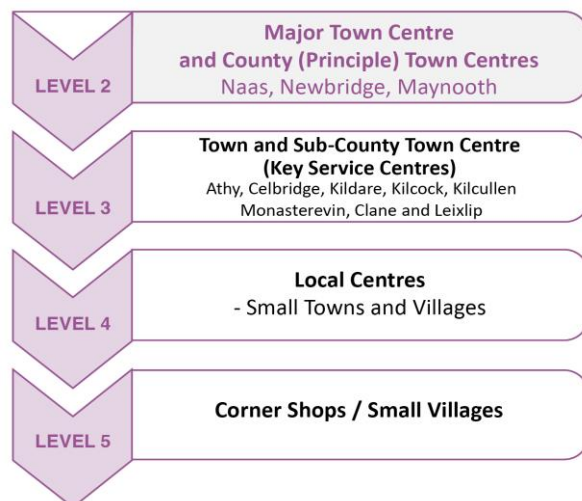 Major Town Centre
and County (Principle) Town Centres
Naas, Newbridge, Maynooth
LEVEL 2
Town and Sub-County Town Centre
(Key Service Centres)
Athy, Celbridge, Kildare, Kilcock, Kilcullen
Monasterevin, Clane and Leixlip
LEVEL 3
Local Centres
- Small Towns and Villages
LEVEL 4
Corner Shops / Small Villages
LEVEL 5